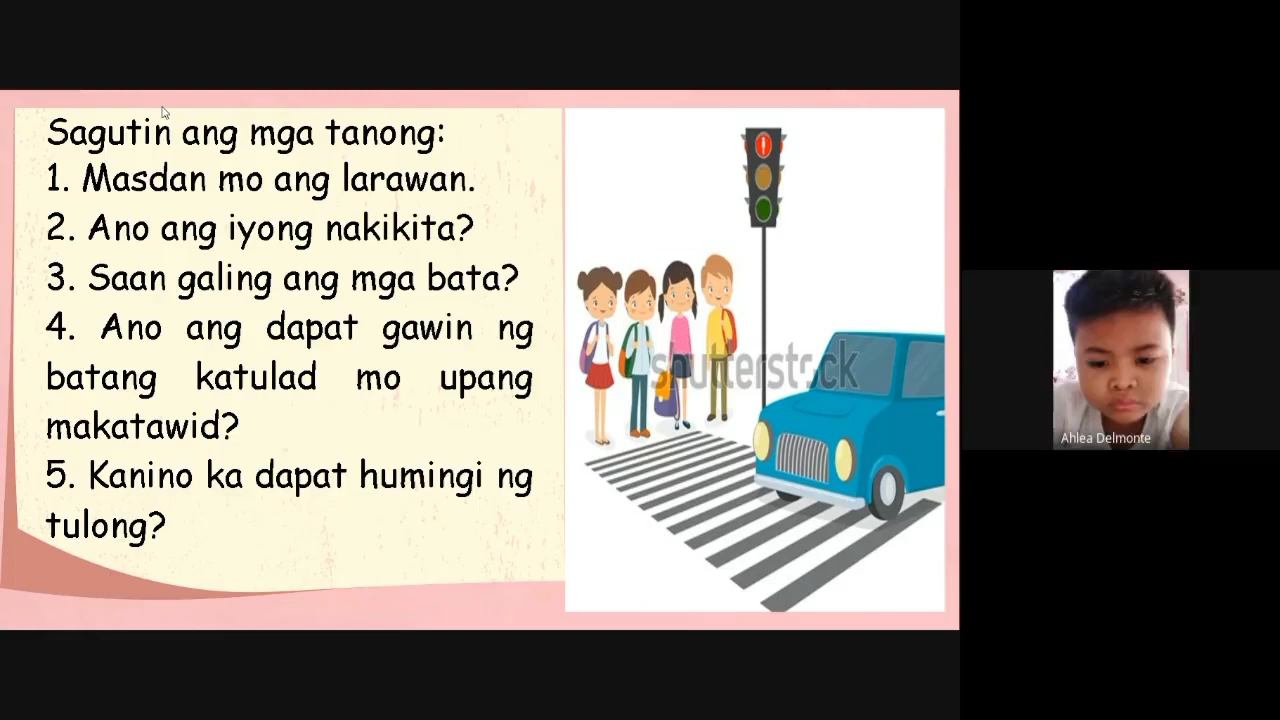 Sagutin ang mga tanong:
1. Masdan mo ang larawan.
2. Ano ang iyong nakikita?
3. Saan galing ang mga bata?
4. Ano ang dapat gawin ng
batang katulad mo upang
makatawid?
5. Kanino ka dapat humingi ng
tulong?
shutterstock
Ahlea Delmonte